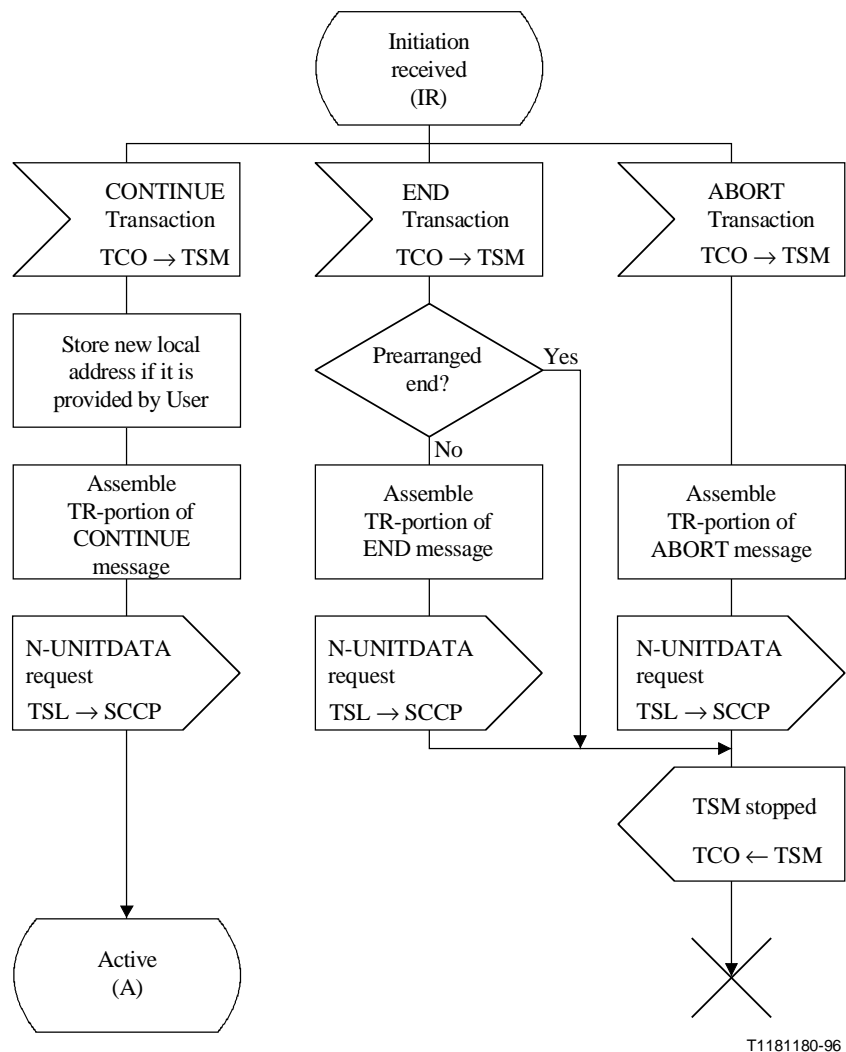 Initiation
received
(IR)
CONTINUE
Transaction
TCO → TSM
END
Transaction
TCO → TSM
ABORT
Transaction
TCO → TSM
Store new local
address if it is
provided by User
Prearranged
end?
Yes
No
Assemble
TR-portion of
CONTINUE
message
Assemble
TR-portion of
END message
Assemble
TR-portion of
ABORT message
N-UNITDATA
request
TSL → SCCP
N-UNITDATA
request
TSL → SCCP
N-UNITDATA
request
TSL → SCCP
TSM stopped
TCO ← TSM
Active
(A)
T1181180-96